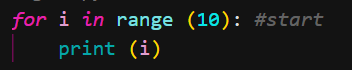 for i in range (10): #start
    print (i)